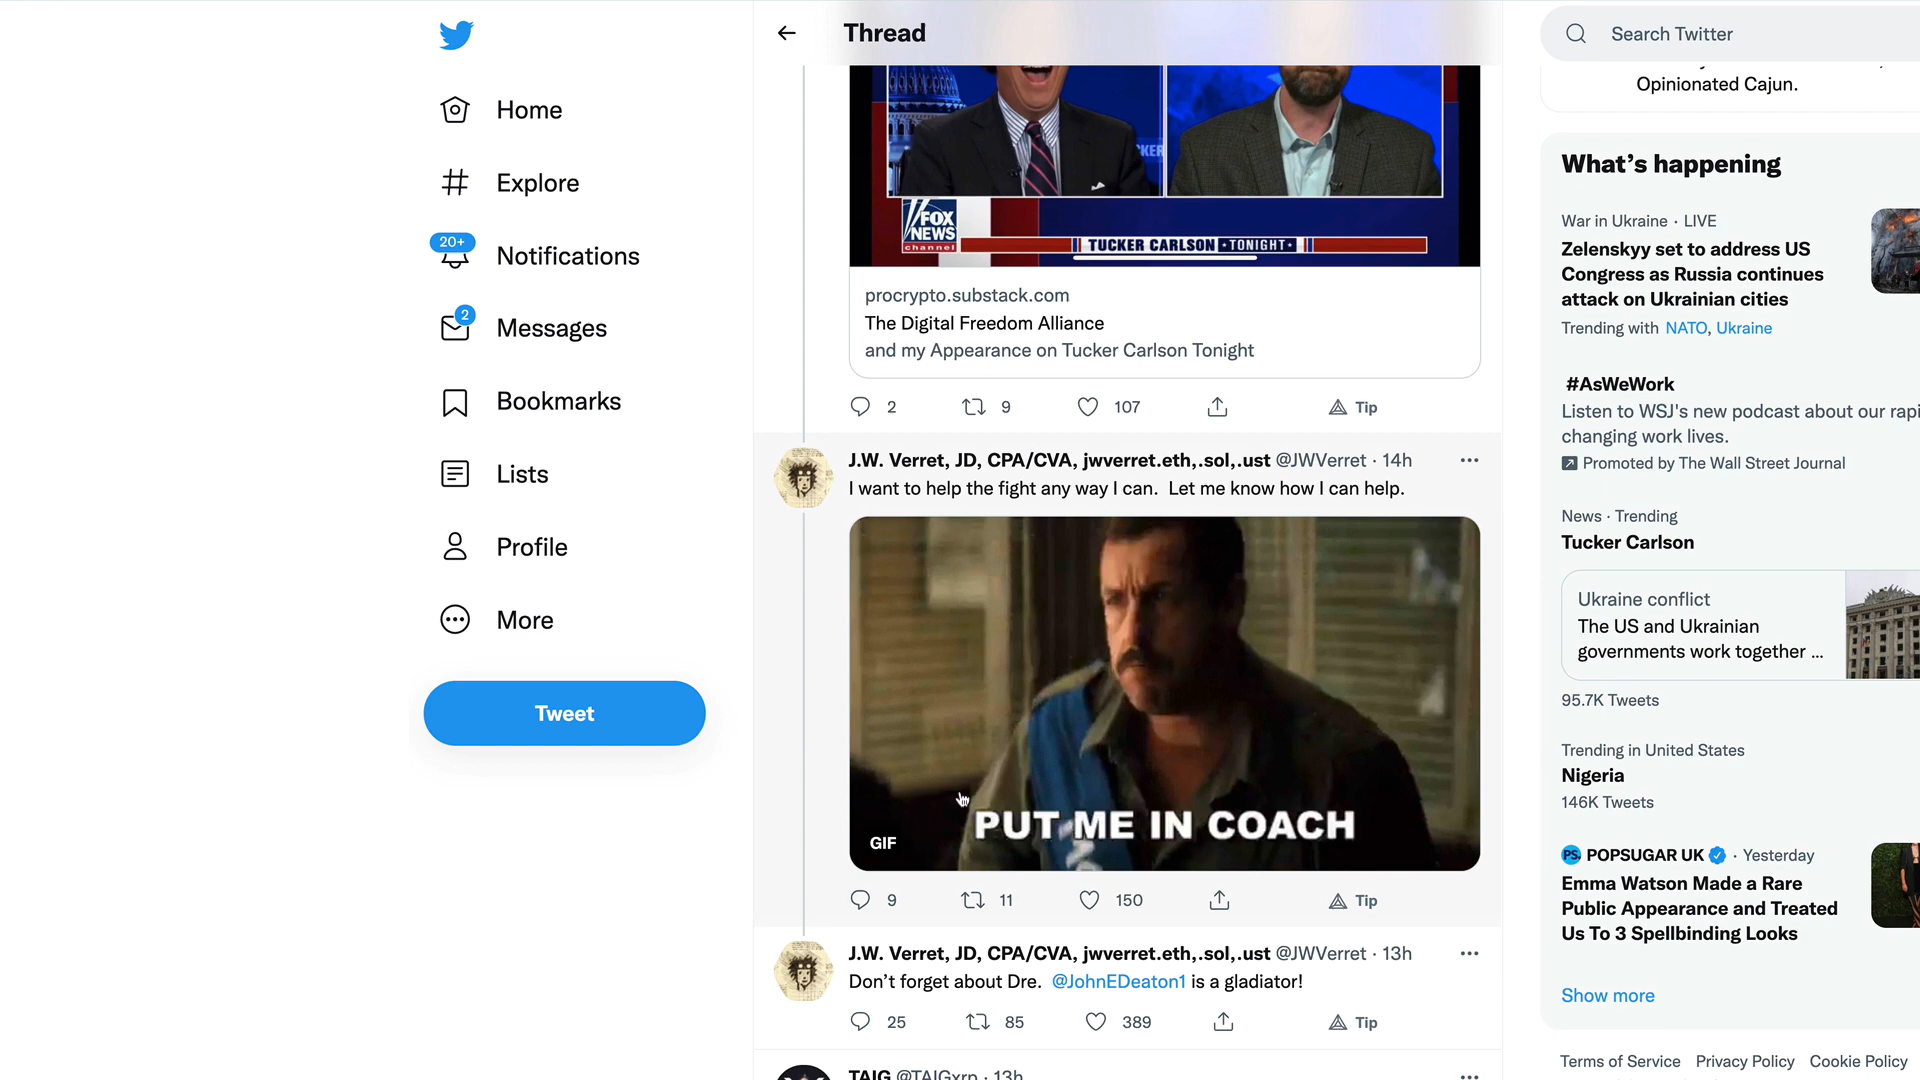 Home
Explore
20+
Notifications
2
Messages
Bookmarks
Lists
Profile
More
Tweet
Thread
FOX
NEWS
channel
TUCKER CARLSON TONIGHT
procrypto.substack.com
The Digital Freedom Alliance
and my Appearance on Tucker Carlson Tonight
2 9 107 Tip
J.W. Verret, JD, CPA/CVA, jwverret.eth,.sol,.ust @JWVerret · 14h
I want to help the fight any way I can. Let me know how I can help.
PUT ME IN COACH
GIF
9 11 150 Tip
J.W. Verret, JD, CPA/CVA, jwverret.eth,.sol,.ust @JWVerret · 13h
Don’t forget about Dre. @JohnEDeaton1 is a gladiator!
25 85 389 Tip
TAIG @TAIGxrp · 13h
Search Twitter
Opinionated Cajun.
What’s happening
War in Ukraine · LIVE
Zelenskyy set to address US
Congress as Russia continues
attack on Ukrainian cities
Trending with NATO, Ukraine
#AsWeWork
Listen to WSJ's new podcast about our rapi
changing work lives.
Promoted by The Wall Street Journal
News · Trending
Tucker Carlson
Ukraine conflict
The US and Ukrainian
governments work together ...
95.7K Tweets
Trending in United States
Nigeria
146K Tweets
PS. POPSUGAR UK · Yesterday
Emma Watson Made a Rare
Public Appearance and Treated
Us To 3 Spellbinding Looks
Show more
Terms of Service Privacy Policy Cookie Policy